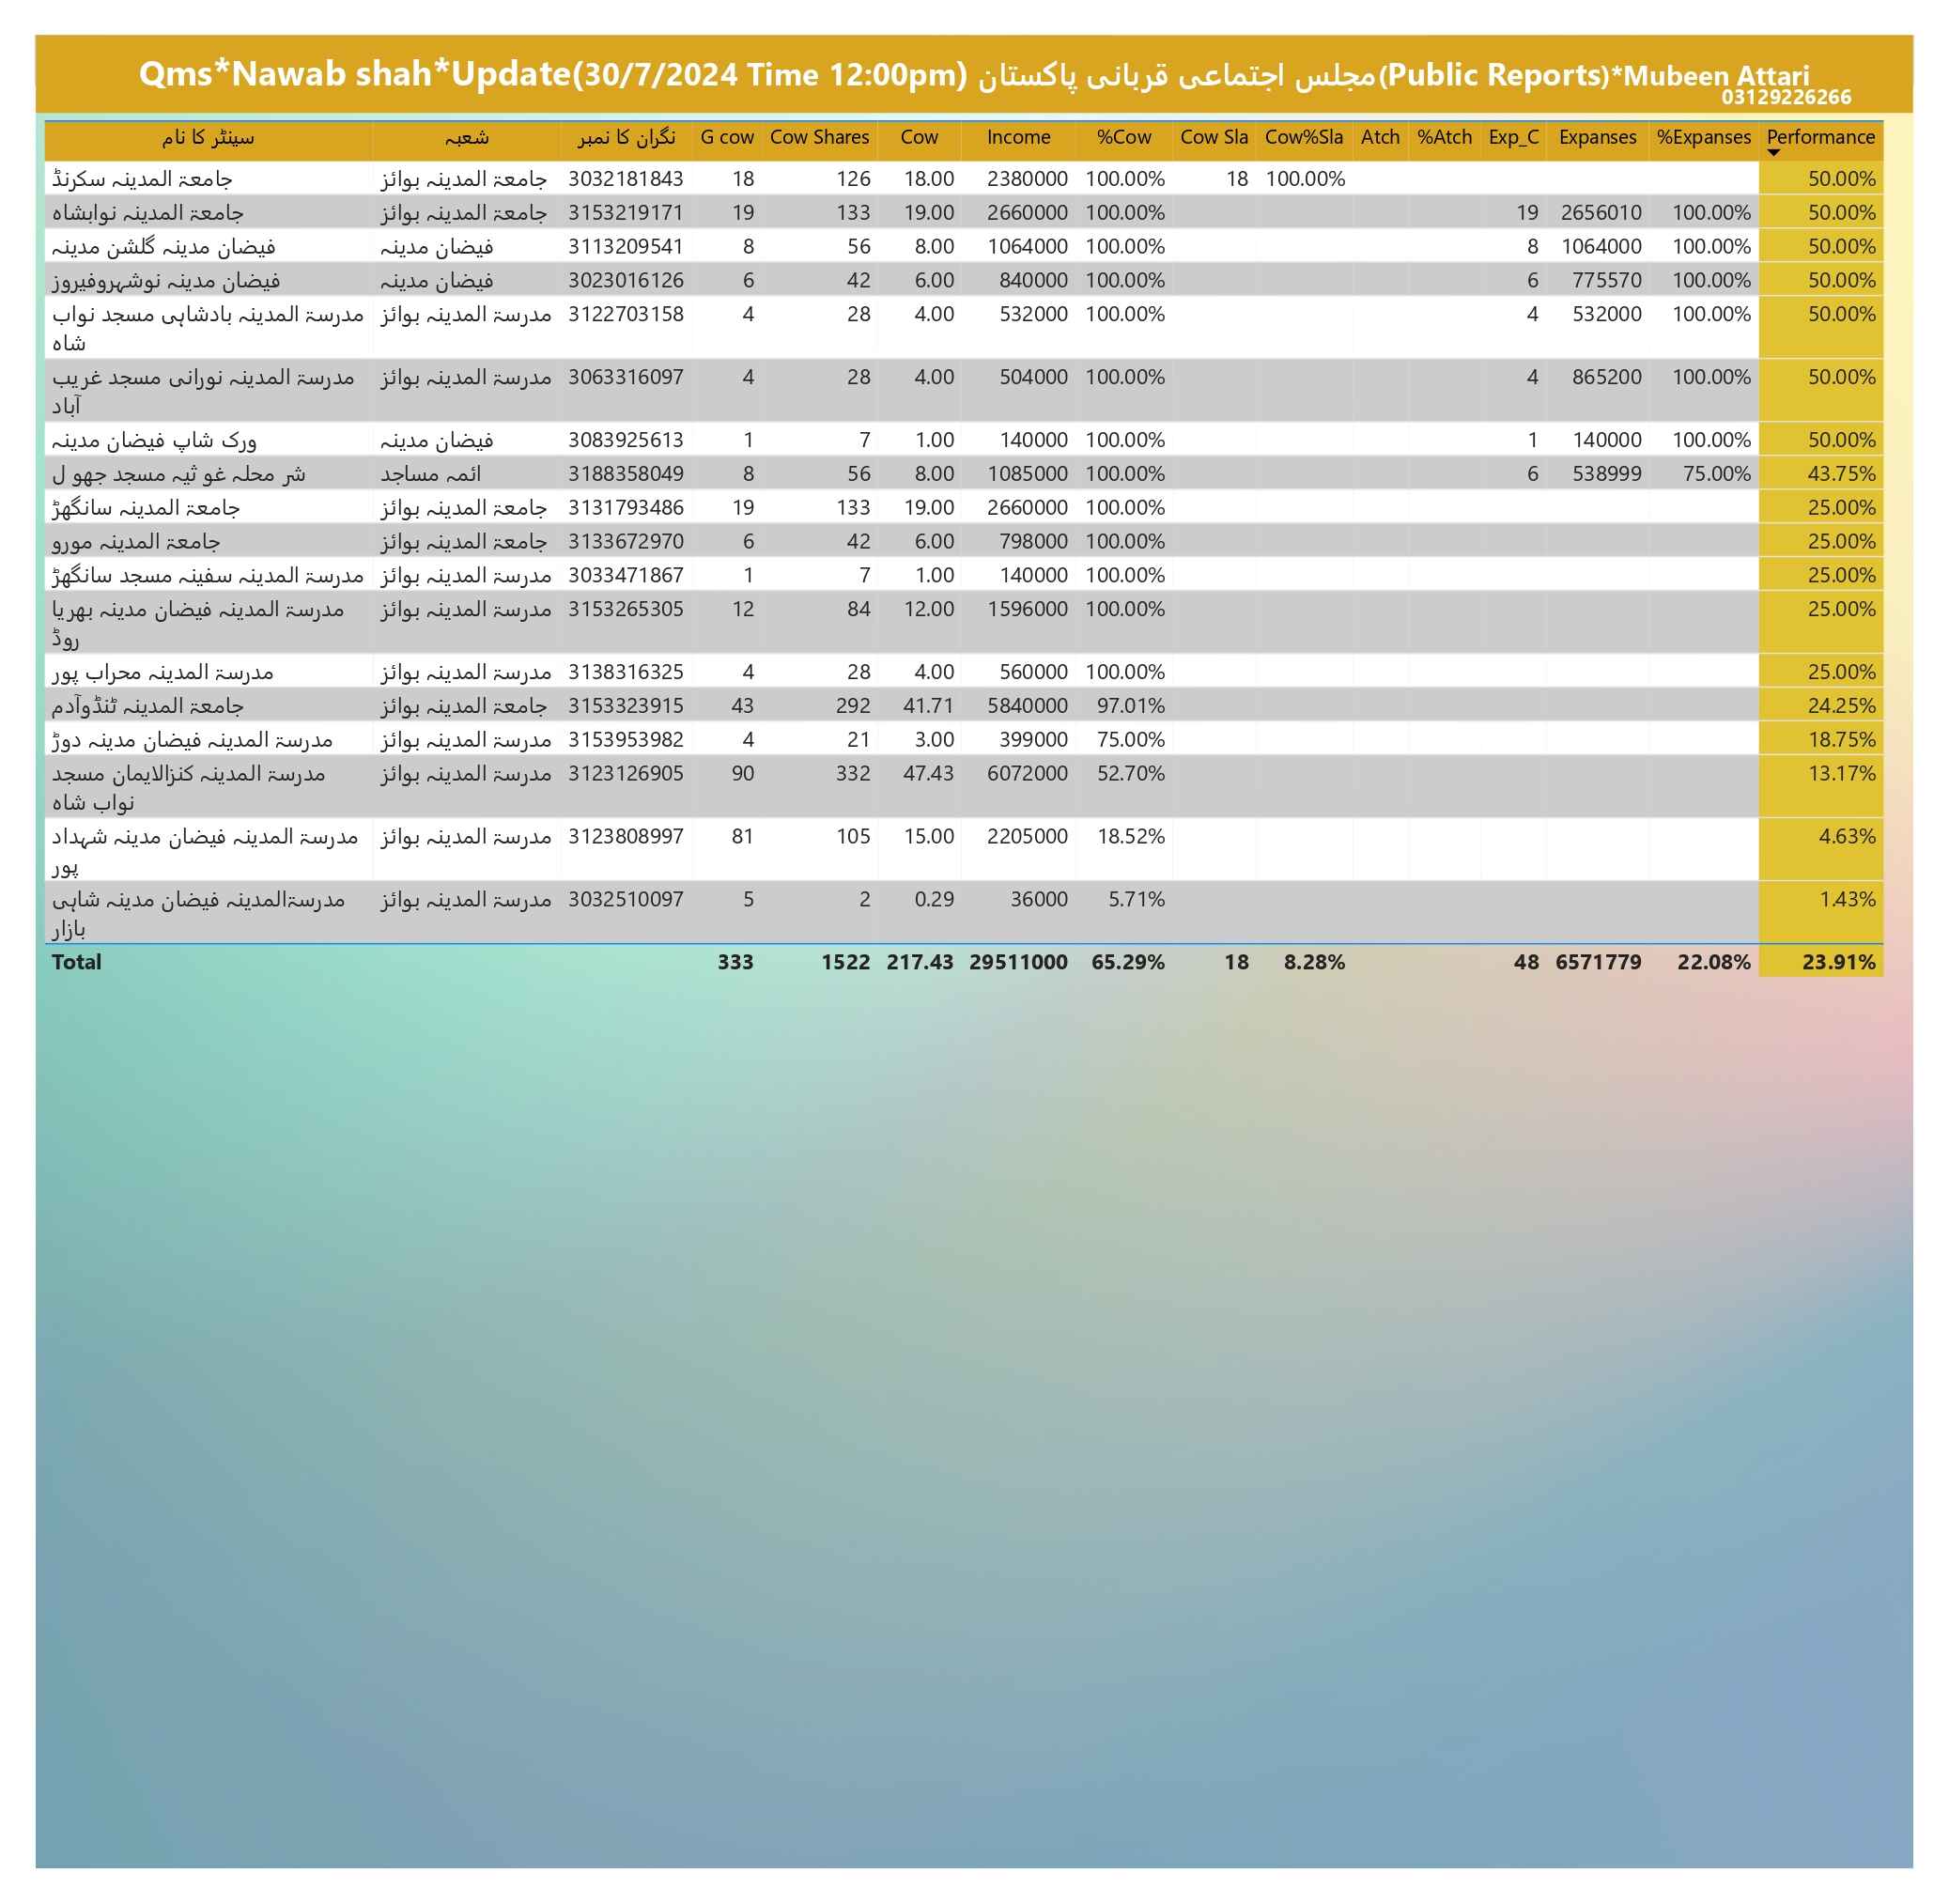 Qms*Nawab shah*Update(30/7/2024 Time 12:00pm) مجلس اجتماعی قربانی پاکستان(Public Reports)*Mubeen Attari
03129226266
سینٹر کا نام شعبہ نگران کا نمبر G cow Cow Shares Cow Income %Cow Cow Sla Cow%Sla Atch %Atch Exp_C Expanses %Expanses Performance
جامعۃ المدینہ سکرنڈ جامعۃ المدینہ بوائز 3032181843 18 126 18.00 2380000 100.00% 18 100.00% 50.00%
جامعۃ المدینہ نوابشاہ جامعۃ المدینہ بوائز 3153219171 19 133 19.00 2660000 100.00% 19 2656010 100.00% 50.00%
فیضان مدینہ گلشن مدینہ فیضان مدینہ 3113209541 8 56 8.00 1064000 100.00% 8 1064000 100.00% 50.00%
فیضان مدینہ نوشہروفیروز فیضان مدینہ 3023016126 6 42 6.00 840000 100.00% 6 775570 100.00% 50.00%
مدرسۃ المدینہ بادشاہی مسجد نواب مدرسۃ المدینہ بوائز 3122703158 4 28 4.00 532000 100.00% 4 532000 100.00% 50.00%
شاہ
مدرسۃ المدینہ نورانی مسجد غریب مدرسۃ المدینہ بوائز 3063316097 4 28 4.00 504000 100.00% 4 865200 100.00% 50.00%
آباد
ورک شاپ فیضان مدینہ فیضان مدینہ 3083925613 1 7 1.00 140000 100.00% 1 140000 100.00% 50.00%
شر محلہ غو ثیہ مسجد جھو ل ائمہ مساجد 3188358049 8 56 8.00 1085000 100.00% 6 538999 75.00% 43.75%
جامعۃ المدینہ سانگھڑ جامعۃ المدینہ بوائز 3131793486 19 133 19.00 2660000 100.00% 25.00%
جامعۃ المدینہ مورو جامعۃ المدینہ بوائز 3133672970 6 42 6.00 798000 100.00% 25.00%
مدرسۃ المدینہ سفینہ مسجد سانگھڑ مدرسۃ المدینہ بوائز 3033471867 1 7 1.00 140000 100.00% 25.00%
مدرسۃ المدینہ فیضان مدینہ بھریا مدرسۃ المدینہ بوائز 3153265305 12 84 12.00 1596000 100.00% 25.00%
روڈ
مدرسۃ المدینہ محراب پور مدرسۃ المدینہ بوائز 3138316325 4 28 4.00 560000 100.00% 25.00%
جامعۃ المدینہ ٹنڈوآدم جامعۃ المدینہ بوائز 3153323915 43 292 41.71 5840000 97.01% 24.25%
مدرسۃ المدینہ فیضان مدینہ دوڑ مدرسۃ المدینہ بوائز 3153953982 4 21 3.00 399000 75.00% 18.75%
مدرسۃ المدینہ کنزالایمان مسجد مدرسۃ المدینہ بوائز 3123126905 90 332 47.43 6072000 52.70% 13.17%
نواب شاہ
مدرسۃ المدینہ فیضان مدینہ شہداد مدرسۃ المدینہ بوائز 3123808997 81 105 15.00 2205000 18.52% 4.63%
پور
مدرسۃالمدینہ فیضان مدینہ شاہی مدرسۃ المدینہ بوائز 3032510097 5 2 0.29 36000 5.71% 1.43%
بازار
Total 333 1522 217.43 29511000 65.29% 18 8.28% 48 6571779 22.08% 23.91%